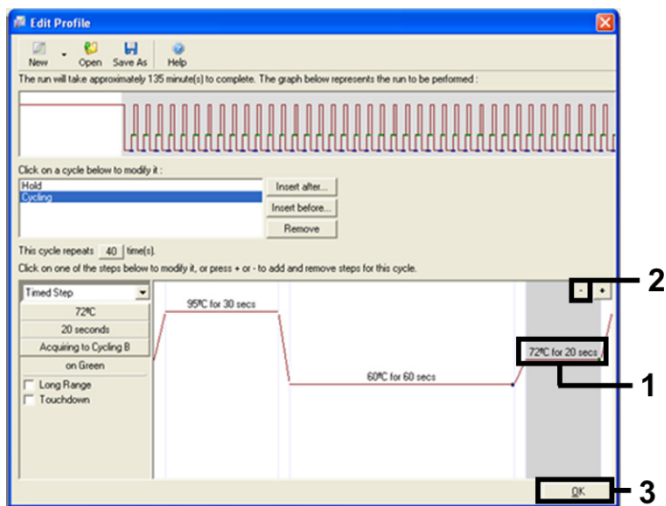 Edit Profile
New Open Save As Help
The run will take approximately 135 minute(s) to complete. The graph below represents the run to be performed :
Click on a cycle below to modify it :
Hold
Cycling
Insert after...
Insert before...
Remove
This cycle repeats 40 time(s).
Click on one of the steps below to modify it, or press + or - to add and remove steps for this cycle.
- + 2
Timed Step
72ºC
20 seconds
Acquiring to Cycling B
on Green
Long Range
Touchdown
95ºC for 30 secs
60ºC for 60 secs
72ºC for 20 secs
1
OK 3